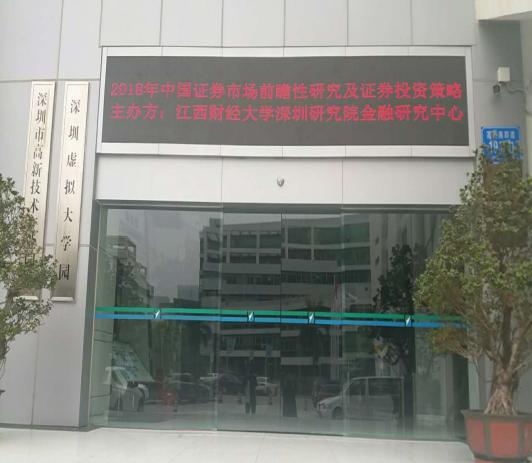 2018年中国证券市场前瞻性研究及证券投资策略
主办方：江西财经大学深圳研究院金融研究中心
深圳虚拟大学园
深圳市高新技术